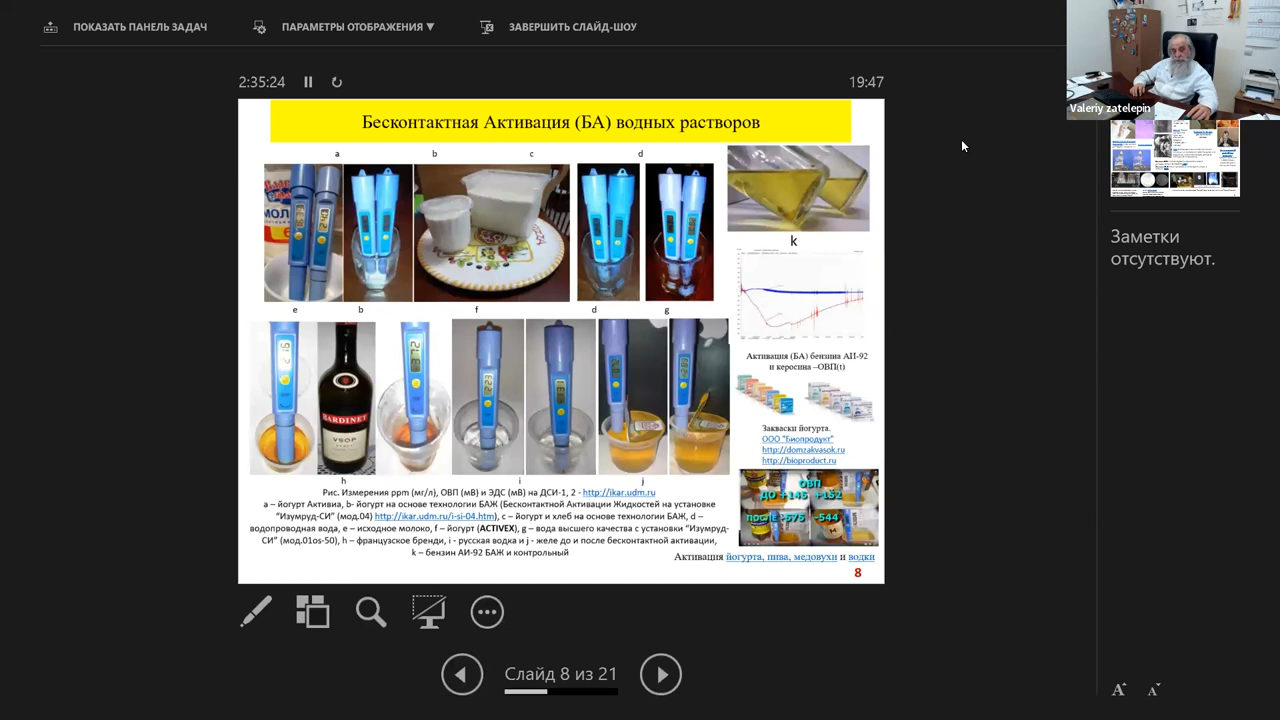 ПОКАЗАТЬ ПАНЕЛЬ ЗАДАЧ
ПАРАМЕТРЫ ОТОБРАЖЕНИЯ ▼
ЗАВЕРШИТЬ СЛАЙД-ШОУ
Valeriy zatelepin
2:35:24
19:47
Бесконтактная Активация (БА) водных растворов
a b d
k
e b f d g
BARDINET
VSOP
Активация (БА) бензина АИ-92
и керосина –ОВП(t)
Закваски йогурта.
ООО "Биопродукт"
http://domzakvasok.ru
http://bioproduct.ru
ОВП
ДО +145 +152
ПОСЛЕ -575 -544
h i j
Рис. Измерения ppm (мг/л), ОВП (мВ) и ЭДС (мВ) на ДСИ-1, 2 - http://ikar.udm.ru
a – йогурт Активиа, b- йогурт на основе технологии БАЖ (Бесконтактной Активации Жидкостей на установке
"Изумруд-СИ" (мод.04) http://ikar.udm.ru/i-si-04.htm), c – йогурт и хлеб на основе технологии БАЖ, d –
водопроводная вода, e – исходное молоко, f – йогурт (ACTIVEX), g – вода высшего качества с установки "Изумруд-
СИ" (мод.01os-50), h – французское бренди, i - русская водка и j - желе до и после бесконтактной активации,
k – бензин АИ-92 БАЖ и контрольный
Активация йогурта, пива, медовухи и водки
8
Заметки
отсутствуют.
Слайд 8 из 21
A A